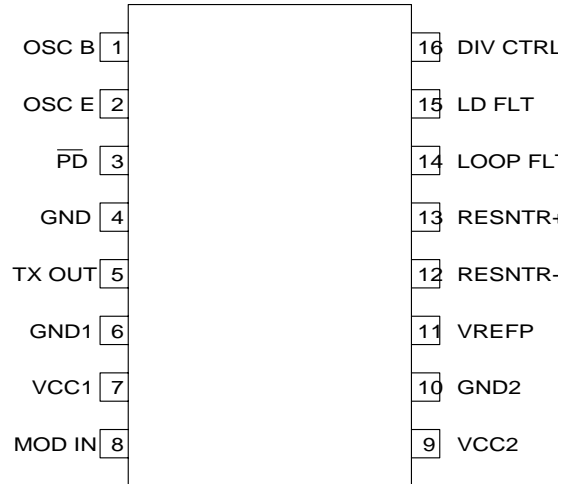 OSC B 1 16 DIV CTRL
OSC E 2 15 LD FLT
PD 3 14 LOOP FLT
GND 4 13 RESNTR+
TX OUT 5 12 RESNTR-
GND1 6 11 VREFP
VCC1 7 10 GND2
MOD IN 8 9 VCC2